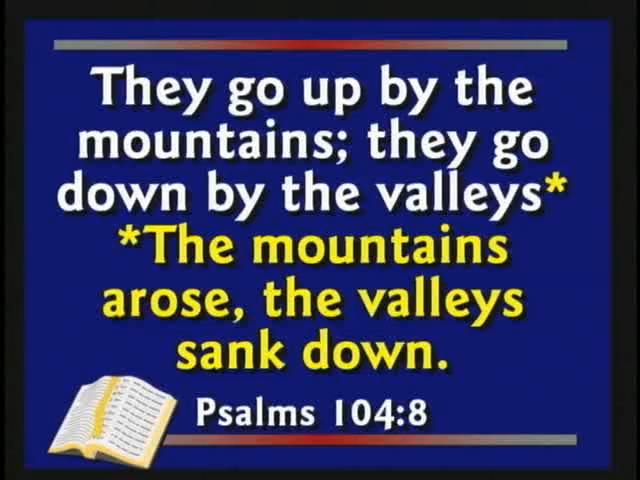 They go up by the
mountains; they go
down by the valleys*
*The mountains
arose, the valleys
sank down.
Psalms 104:8